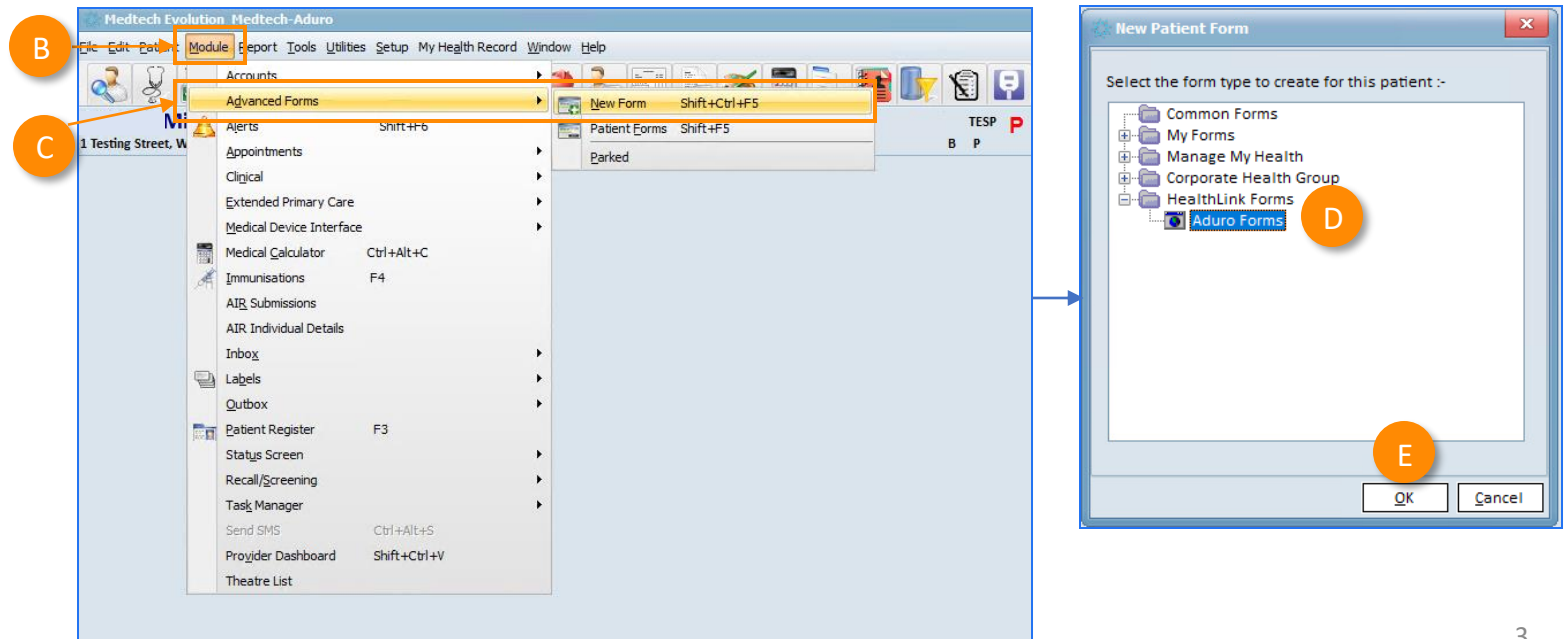 Medtech Evolution Medtech-Aduro
B
File Edit Patient Module Report Tools Utilities Setup My Health Record Window Help
Accounts
C
Advanced Forms
New Form Shift+Ctrl+F5
Mi
Alerts Shift+F6
Patient Forms Shift+F5
TESP P
1 Testing Street, W
B P
Appointments
Parked
Clinical
Extended Primary Care
Medical Device Interface
Medical Calculator Ctrl+Alt+C
Immunisations F4
AIR Submissions
AIR Individual Details
Inbox
Labels
Outbox
Patient Register F3
Status Screen
Recall/Screening
Task Manager
Send SMS Ctrl+Alt+S
Provider Dashboard Shift+Ctrl+V
Theatre List
New Patient Form
Select the form type to create for this patient :-
Common Forms
My Forms
Manage My Health
Corporate Health Group
HealthLink Forms
Aduro Forms
D
E
OK Cancel
3